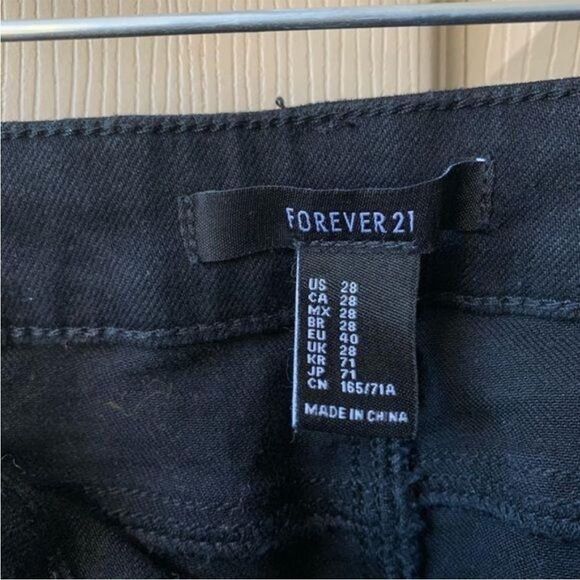 FOREVER 21
US 28
CA 28
MX 28
BR 28
EU 40
UK 28
KR 71
JP 71
CN 165/71A
MADE IN CHINA